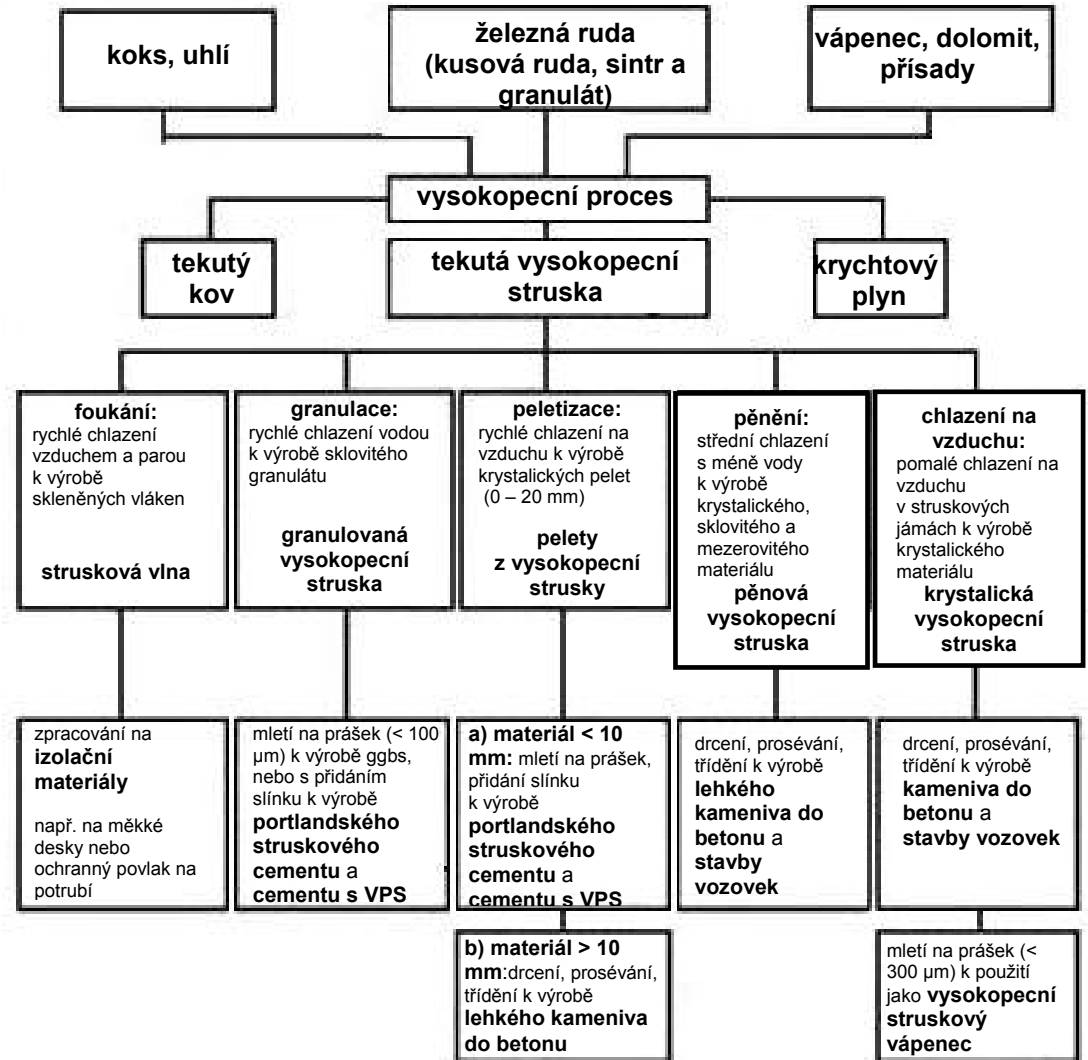 koks, uhlí
železná ruda
(kusová ruda, sintr a
granulát)
vápenec, dolomit,
přísady
vysokopecní proces
tekutý
kov
tekutá vysokopecní
struska
krychtový
plyn
foukání:
rychlé chlazení
vzduchem a parou
k výrobě
skleněných vláken
strusková vlna
granulace:
rychlé chlazení vodou
k výrobě sklovitého
granulátu
granulovaná
vysokopecní
struska
peletizace:
rychlé chlazení na
vzduchu k výrobě
krystalických pelet
(0 – 20 mm)
pelety
z vysokopecní
strusky
pěnění:
střední chlazení
s méně vody
k výrobě
krystalického,
sklovitého a
mezerovitého
materiálu
pěnová
vysokopecní
struska
chlazení na
vzduchu:
pomalé chlazení na
vzduchu
v struskových
jámách k výrobě
krystalického
materiálu
krystalická
vysokopecní
struska
zpracování na
izolační
materiály
např. na měkké
desky nebo
ochranný povlak na
potrubí
mletí na prášek (< 100
µm) k výrobě ggbs,
nebo s přidáním
slínku k výrobě
portlandského
struskového
cementu a
cementu s VPS
a) materiál < 10
mm: mletí na prášek,
přidání slínku
k výrobě
portlandského
struskového
cementu a
cementu s VPS
drcení, prosévání,
třídění k výrobě
lehkého
kameniva do
betonu a
stavby
vozovek
drcení, prosévání,
třídění k výrobě
kameniva do
betonu a
stavby vozovek
b) materiál > 10
mm:drcení, prosévání,
třídění k výrobě
lehkého kameniva
do betonu
mletí na prášek (<
300 µm) k použití
jako vysokopecní
struskový
vápenec